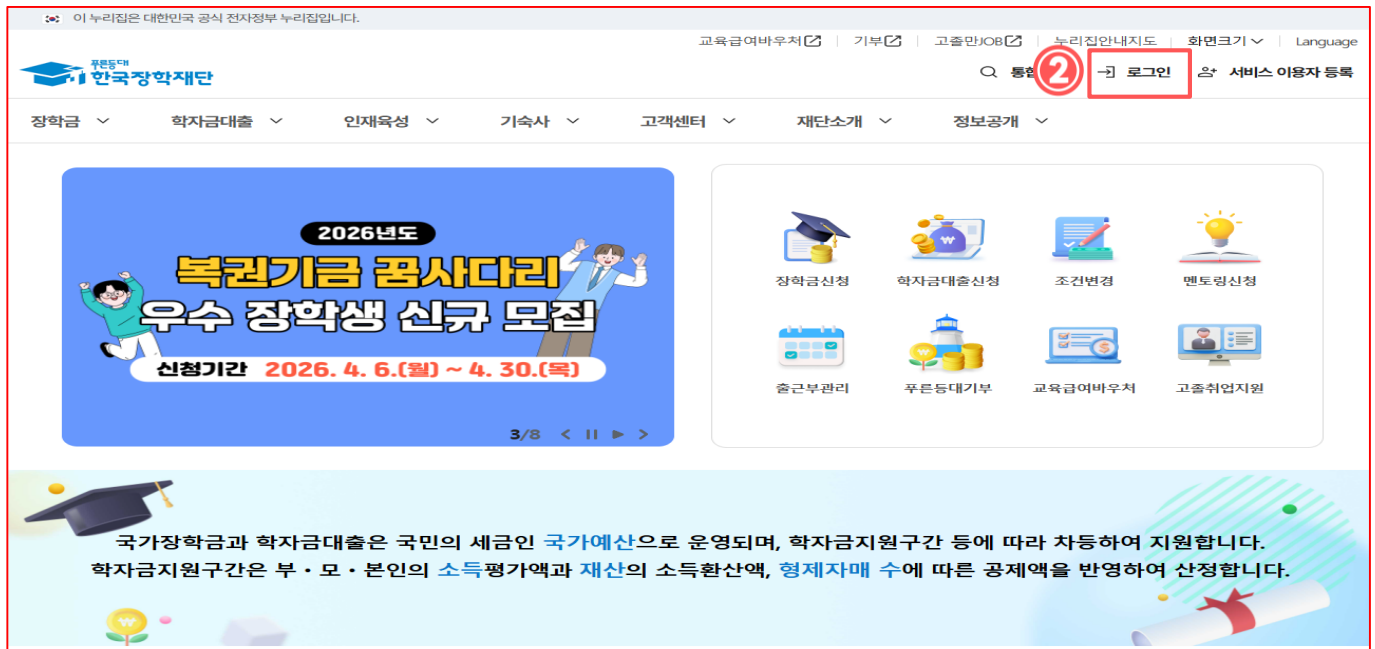 이 누리집은 대한민국 공식 전자정부 누리집입니다.
교육급여바우처 기부 고졸만JOB 누리집안내지도 화면크기 Language
푸른등대
한국장학재단
② 로그인 서비스 이용자 등록
장학금 학자금대출 인재육성 기숙사 고객센터 재단소개 정보공개
2026년도
복권기금 꿈사다리
우수 장학생 신규 모집
신청기간 2026. 4. 6.(월) ~ 4. 30.(목)
3/8
장학금신청 학자금대출신청 조건변경 멘토링신청
출근부관리 푸른등대기부 교육급여바우처 고졸취업지원
국가장학금과 학자금대출은 국민의 세금인 국가예산으로 운영되며, 학자금지원구간 등에 따라 차등하여 지원합니다.
학자금지원구간은 부・모・본인의 소득평가액과 재산의 소득환산액, 형제자매 수에 따른 공제액을 반영하여 산정합니다.